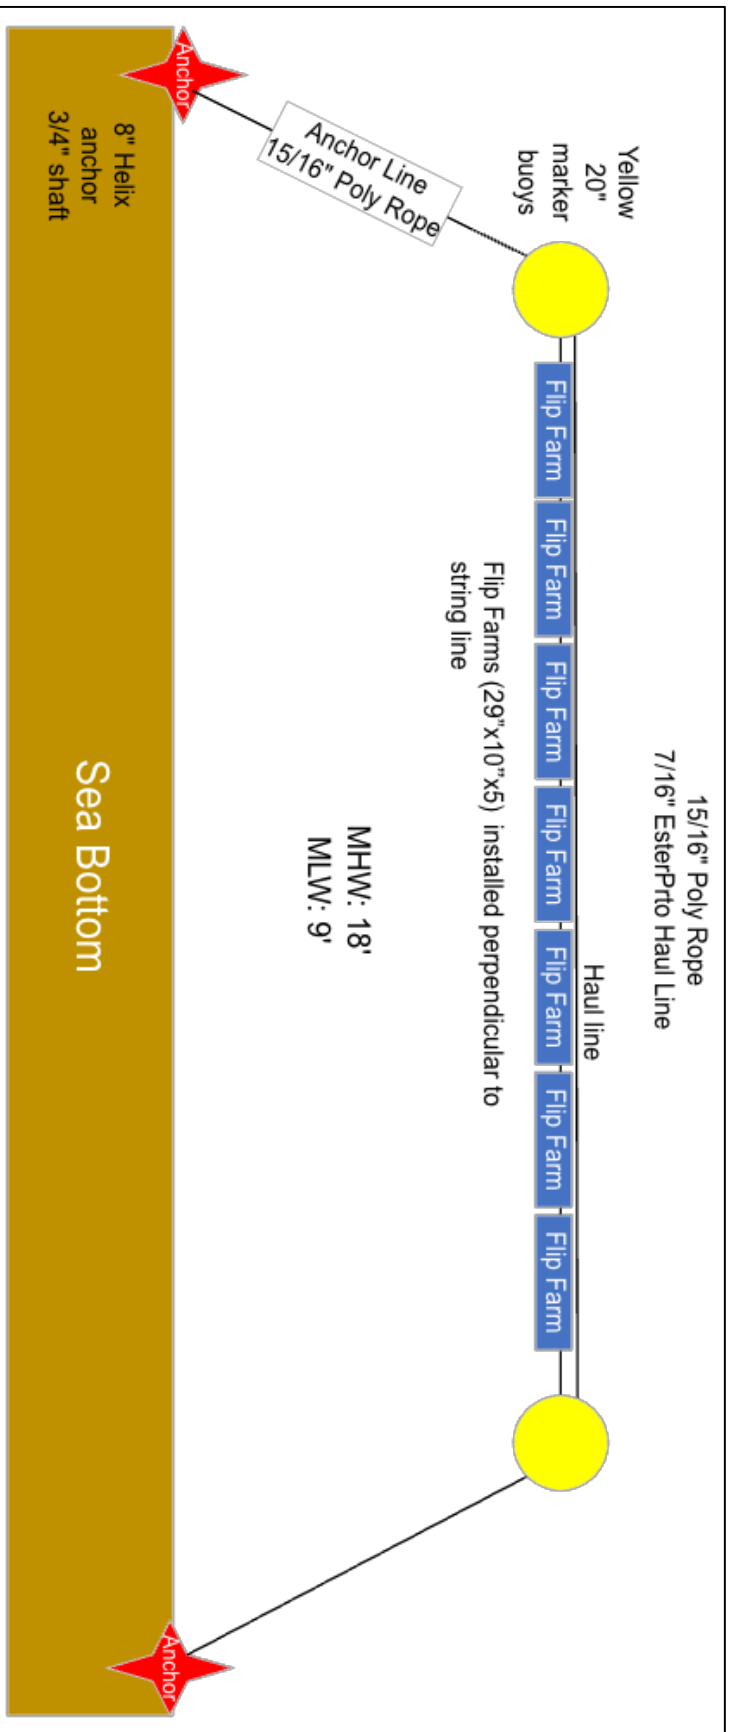 15/16" Poly Rope
7/16" EsterPrto Haul Line
Yellow
20"
marker
buoys
Haul line
Flip Farm
Flip Farm
Flip Farm
Flip Farm
Flip Farm
Flip Farm
Flip Farm
Anchor Line
15/16" Poly Rope
Flip Farms (29"x10"x5) installed perpendicular to
string line
MHW: 18'
MLW: 9'
Anchor
Anchor
8" Helix
anchor
3/4" shaft
Sea Bottom